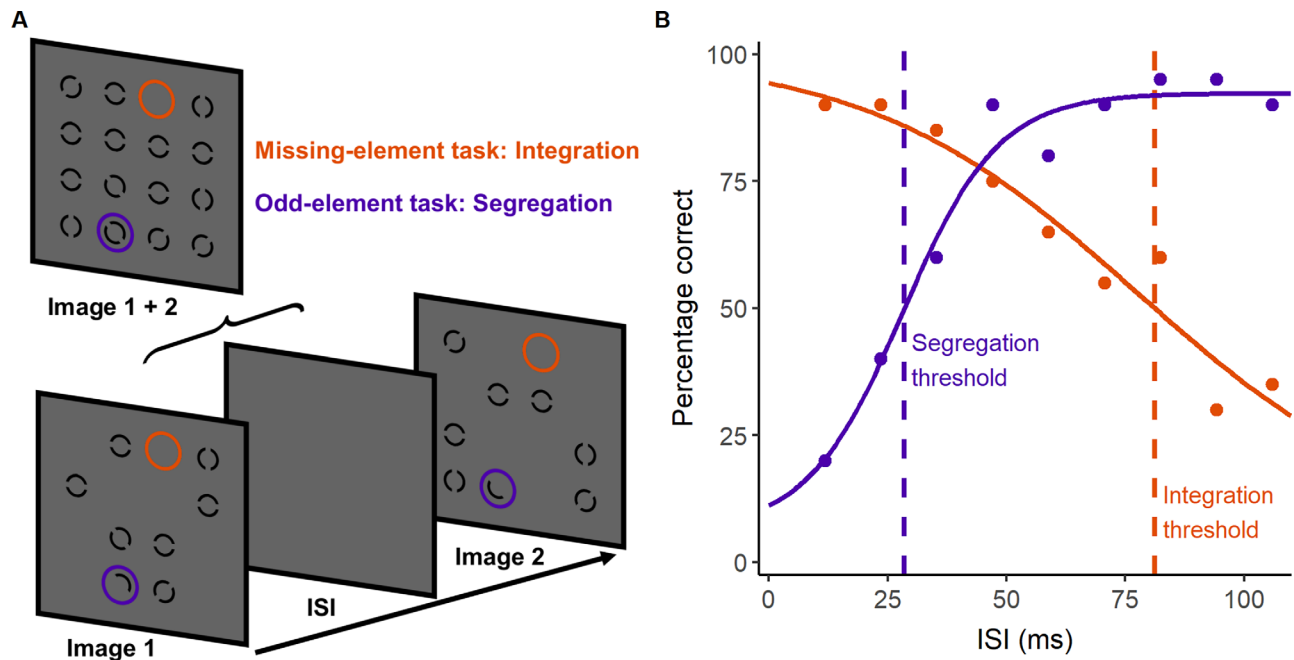 A
Missing-element task: Integration
Odd-element task: Segregation
Image 1 + 2
Image 2
ISI
Image 1
B
Percentage correct
100
75
50
25
0
Segregation
threshold
Integration
threshold
0 25 50 75 100
ISI (ms)